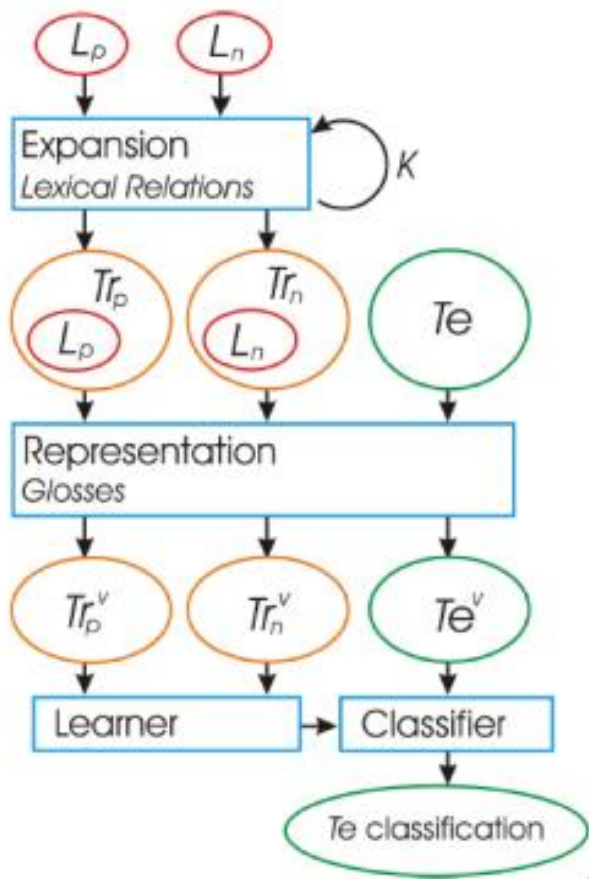 Lp Ln
Expansion
Lexical Relations
K
Trp Trn
Lp Ln Te
Representation
Glosses
Trpv Trnv Tev
Learner Classifier
Te classification